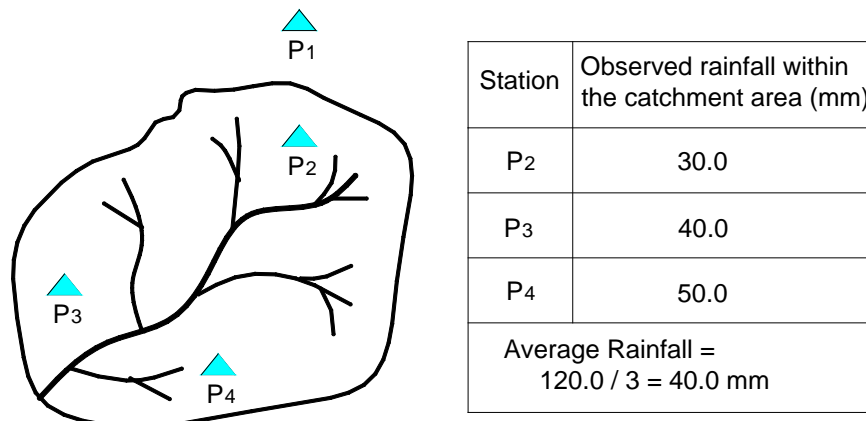 P1
P2
P3
P4
Station
Observed rainfall within
the catchment area (mm)
P2 30.0
P3 40.0
P4 50.0
Average Rainfall =
120.0 / 3 = 40.0 mm